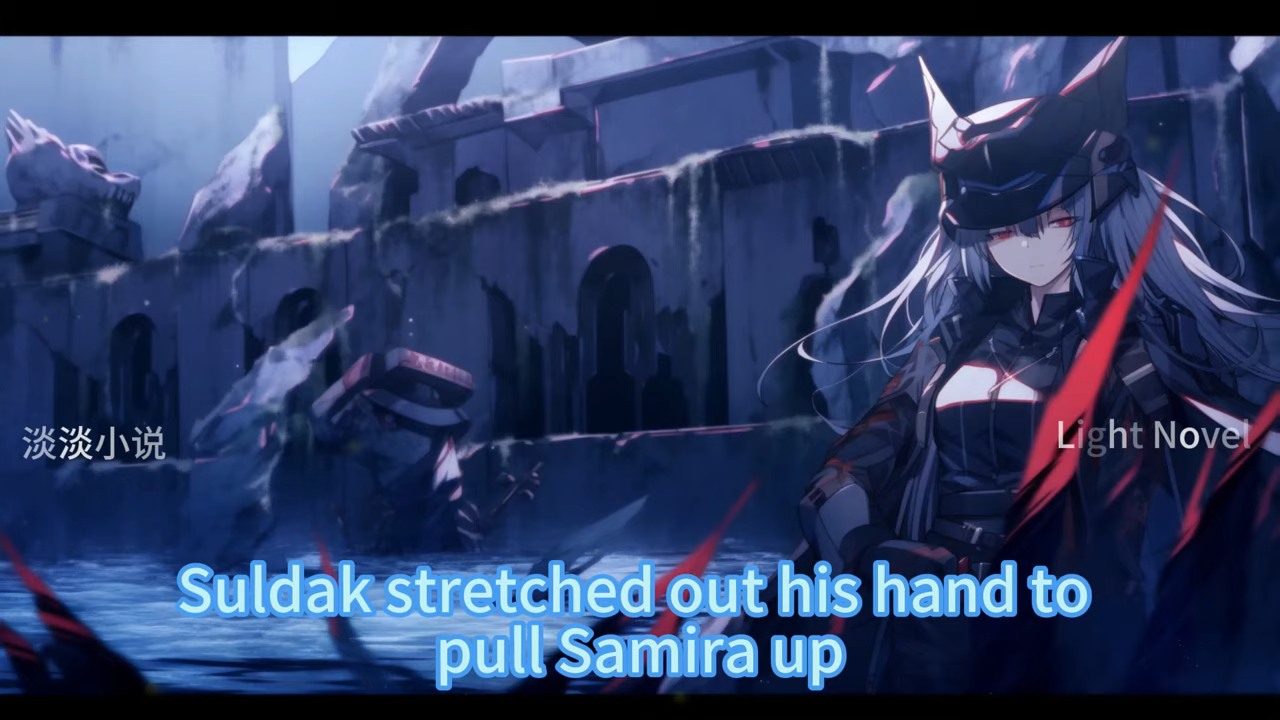 淡淡小说
Light Novel
Suldak stretched out his hand to
pull Samira up